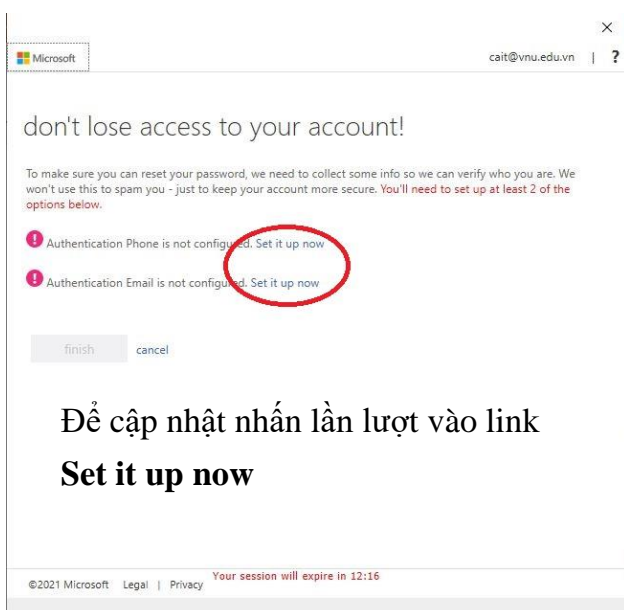 Microsoft
cait@vnu.edu.vn | ?
don't lose access to your account!
To make sure you can reset your password, we need to collect some info so we can verify who you are. We
won't use this to spam you - just to keep your account more secure. You'll need to set up at least 2 of the
options below.
! Authentication Phone is not configured. Set it up now
! Authentication Email is not configured. Set it up now
finish cancel
Để cập nhật nhấn lần lượt vào link
Set it up now
Your session will expire in 12:16
©2021 Microsoft Legal | Privacy